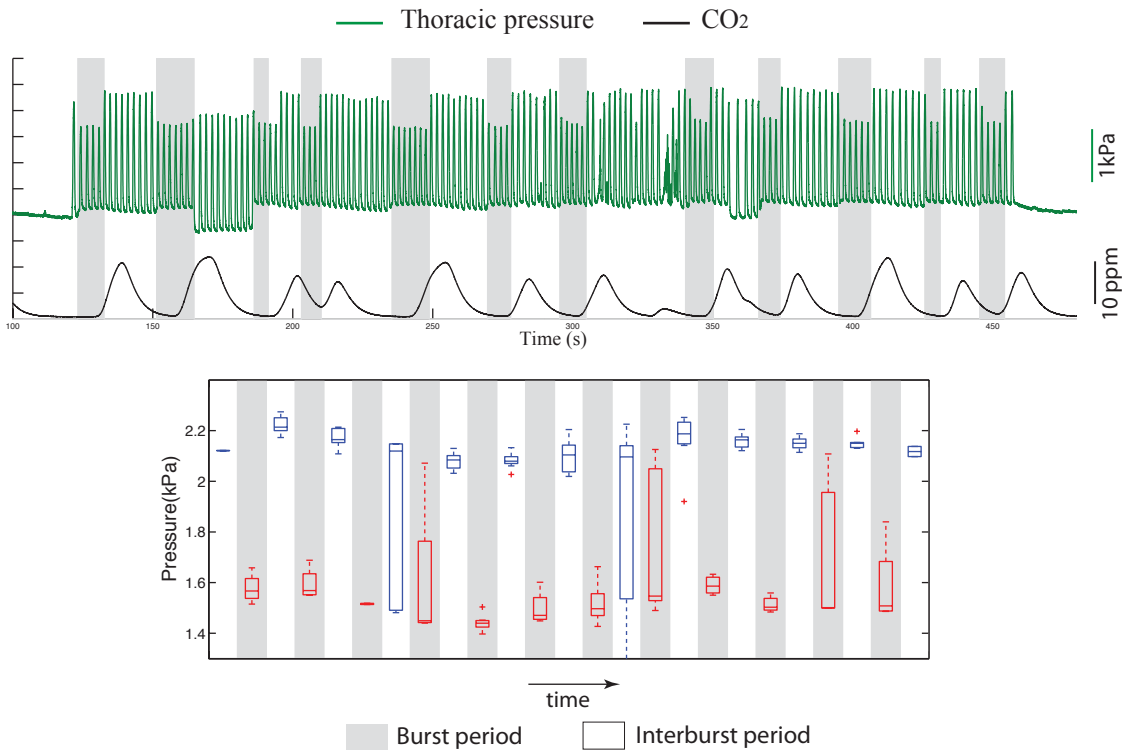 Thoracic pressure CO2
1kPa
10 ppm
100 150 200 250 300 350 400 450
Time (s)
Pressure(kPa)
2.2
2
1.8
1.6
1.4
time
Burst period Interburst period